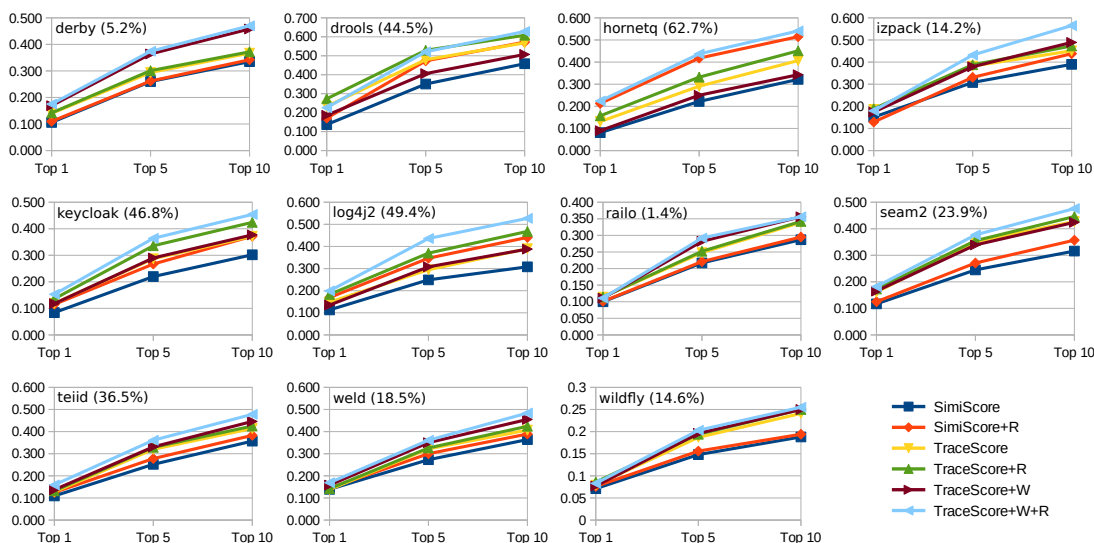 derby (5.2%)
0.500
0.400
0.300
0.200
0.100
0.000
Top 1 Top 5 Top 10
drools (44.5%)
0.700
0.600
0.500
0.400
0.300
0.200
0.100
0.000
Top 1 Top 5 Top 10
hornetq (62.7%)
0.600
0.500
0.400
0.300
0.200
0.100
0.000
Top 1 Top 5 Top 10
izpack (14.2%)
0.600
0.500
0.400
0.300
0.200
0.100
0.000
Top 1 Top 5 Top 10
keycloak (46.8%)
0.500
0.400
0.300
0.200
0.100
0.000
Top 1 Top 5 Top 10
log4j2 (49.4%)
0.600
0.500
0.400
0.300
0.200
0.100
0.000
Top 1 Top 5 Top 10
railo (1.4%)
0.400
0.350
0.300
0.250
0.200
0.150
0.100
0.050
0.000
Top 1 Top 5 Top 10
seam2 (23.9%)
0.500
0.400
0.300
0.200
0.100
0.000
Top 1 Top 5 Top 10
teiid (36.5%)
0.600
0.500
0.400
0.300
0.200
0.100
0.000
Top 1 Top 5 Top 10
weld (18.5%)
0.600
0.500
0.400
0.300
0.200
0.100
0.000
Top 1 Top 5 Top 10
wildfly (14.6%)
0.3
0.25
0.2
0.15
0.1
0.05
0
Top 1 Top 5 Top 10
SimiScore
SimiScore+R
TraceScore
TraceScore+R
TraceScore+W
TraceScore+W+R